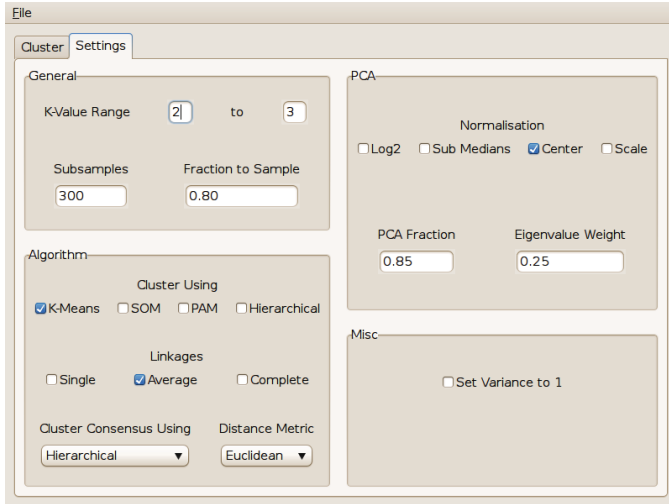 File
Cluster Settings
General
K-Value Range 2 to 3
Subsamples Fraction to Sample
300 0.80
Algorithm
Cluster Using
K-Means SOM PAM Hierarchical
Linkages
Single Average Complete
Cluster Consensus Using Distance Metric
Hierarchical Euclidean
PCA
Normalisation
Log2 Sub Medians Center Scale
PCA Fraction Eigenvalue Weight
0.85 0.25
Misc
Set Variance to 1